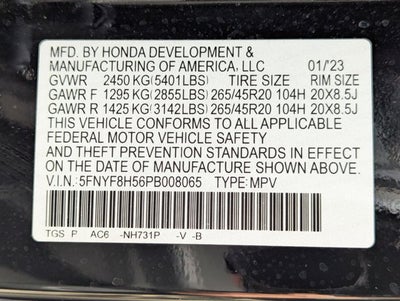 MFD. BY HONDA DEVELOPMENT &
MANUFACTURING OF AMERICA, LLC 01/'23
GVWR 2450 KG(5401LBS) TIRE SIZE RIM SIZE
GAWR F 1295 KG(2855LBS) 265/45R20 104H 20X8.5J
GAWR R 1425 KG(3142LBS) 265/45R20 104H 20X8.5J
THIS VEHICLE CONFORMS TO ALL APPLICABLE
FEDERAL MOTOR VEHICLE SAFETY
AND THEFT PREVENTION STANDARDS IN EFFECT ON
THE DATE OF MANUFACTURE SHOWN ABOVE.
V.I.N.: 5FNYF8H56PB008065 TYPE: MPV
TGS P AC6 -NH731P -V -B